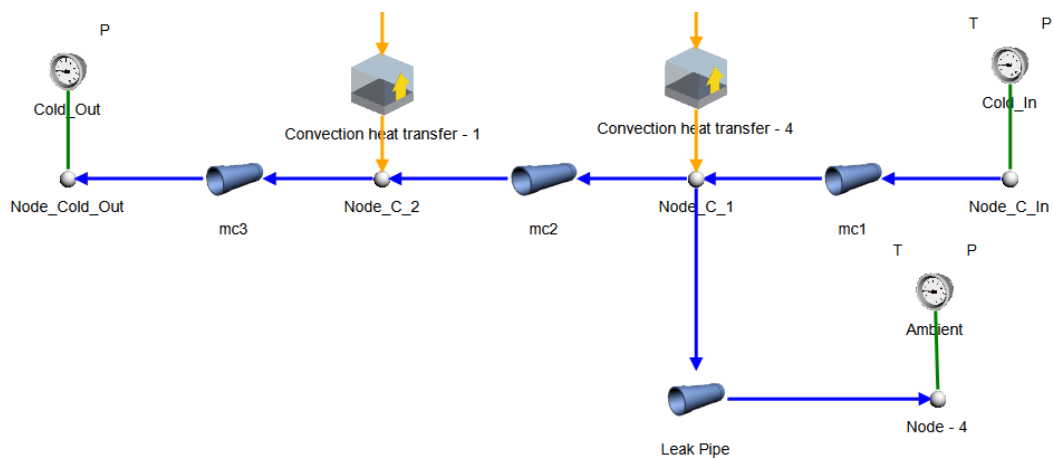 P
T P
Cold_Out
Cold_In
Convection heat transfer - 1
Convection heat transfer - 4
Node_Cold_Out
Node_C_2
Node_C_1
Node_C_In
mc3
mc2
mc1
T P
Ambient
Node - 4
Leak Pipe